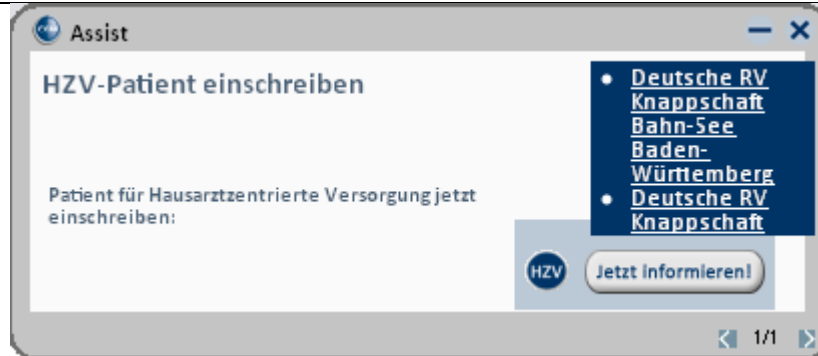 Assist
HZV-Patient einschreiben
Deutsche RV
Knappschaft
Bahn-See
Baden-
Württemberg
Deutsche RV
Knappschaft
Patient für Hausarztzentrierte Versorgung jetzt
einschreiben:
HZV
Jetzt informieren!
1/1